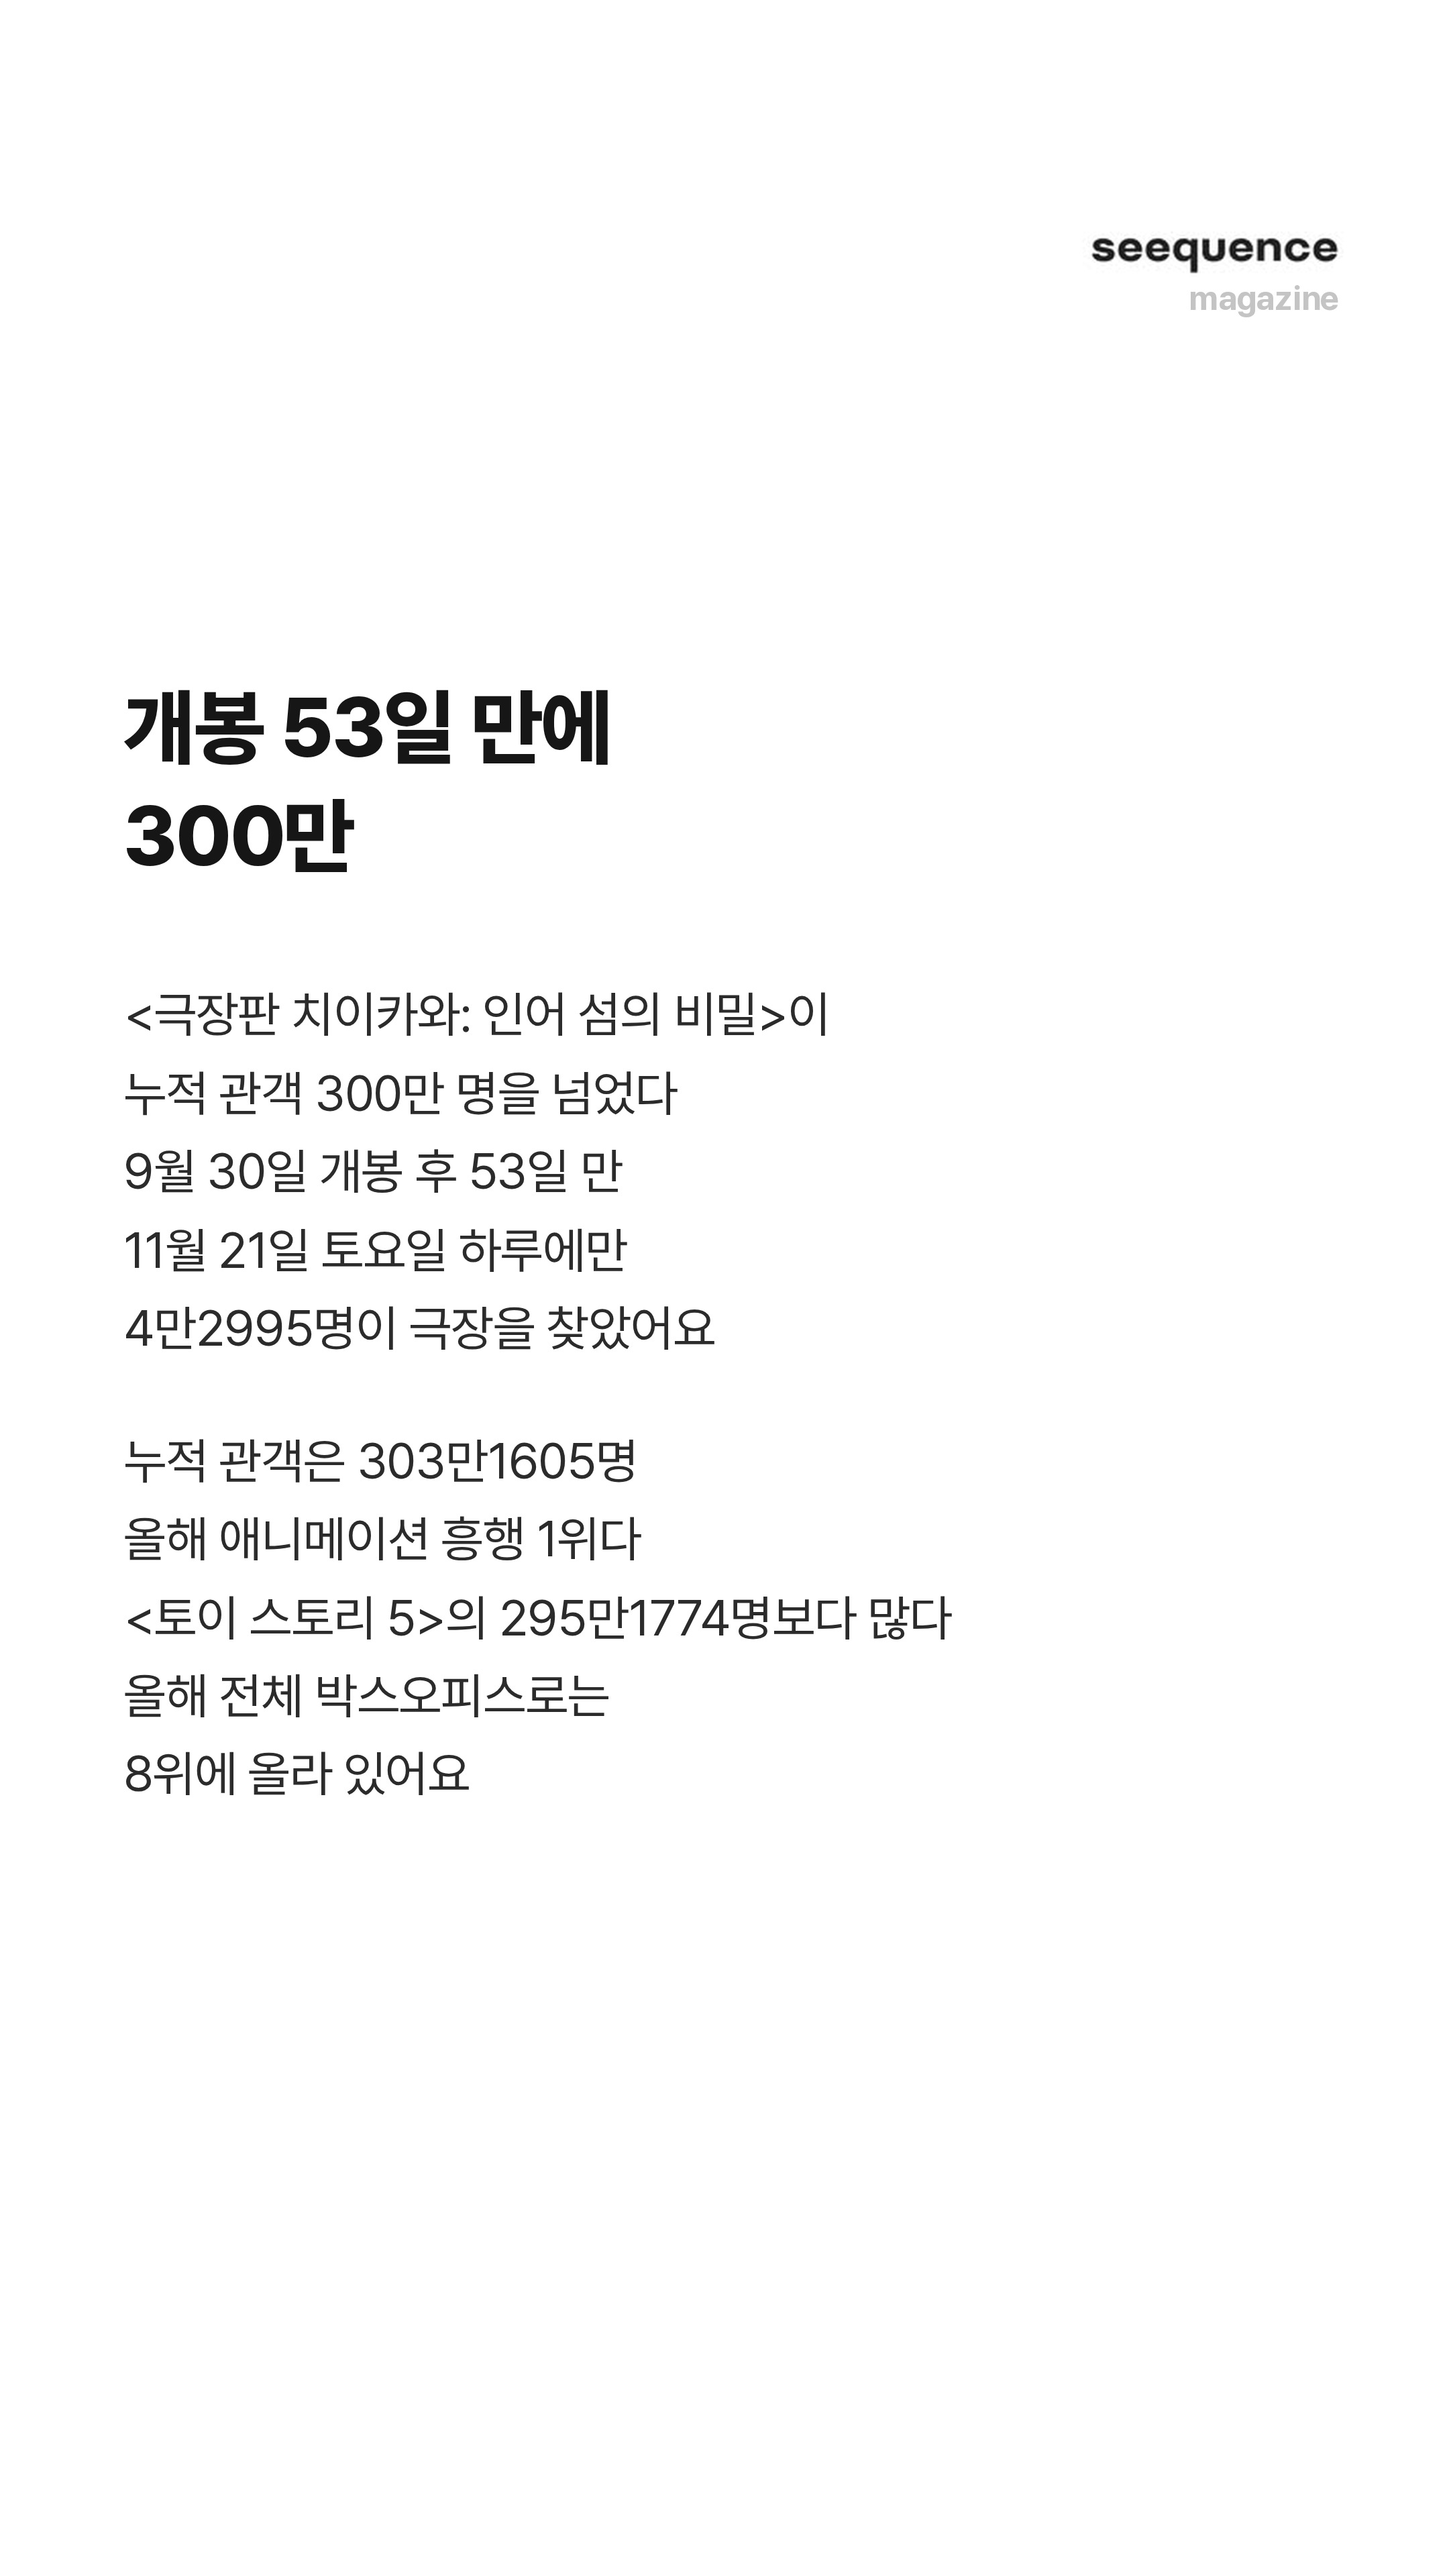 seequence
magazine
개봉 53일 만에
300만
<극장판 치이카와: 인어 섬의 비밀>이
누적 관객 300만 명을 넘었다
9월 30일 개봉 후 53일 만
11월 21일 토요일 하루에만
4만2995명이 극장을 찾았어요
누적 관객은 303만1605명
올해 애니메이션 흥행 1위다
<토이 스토리 5>의 295만1774명보다 많다
올해 전체 박스오피스로는
8위에 올라 있어요